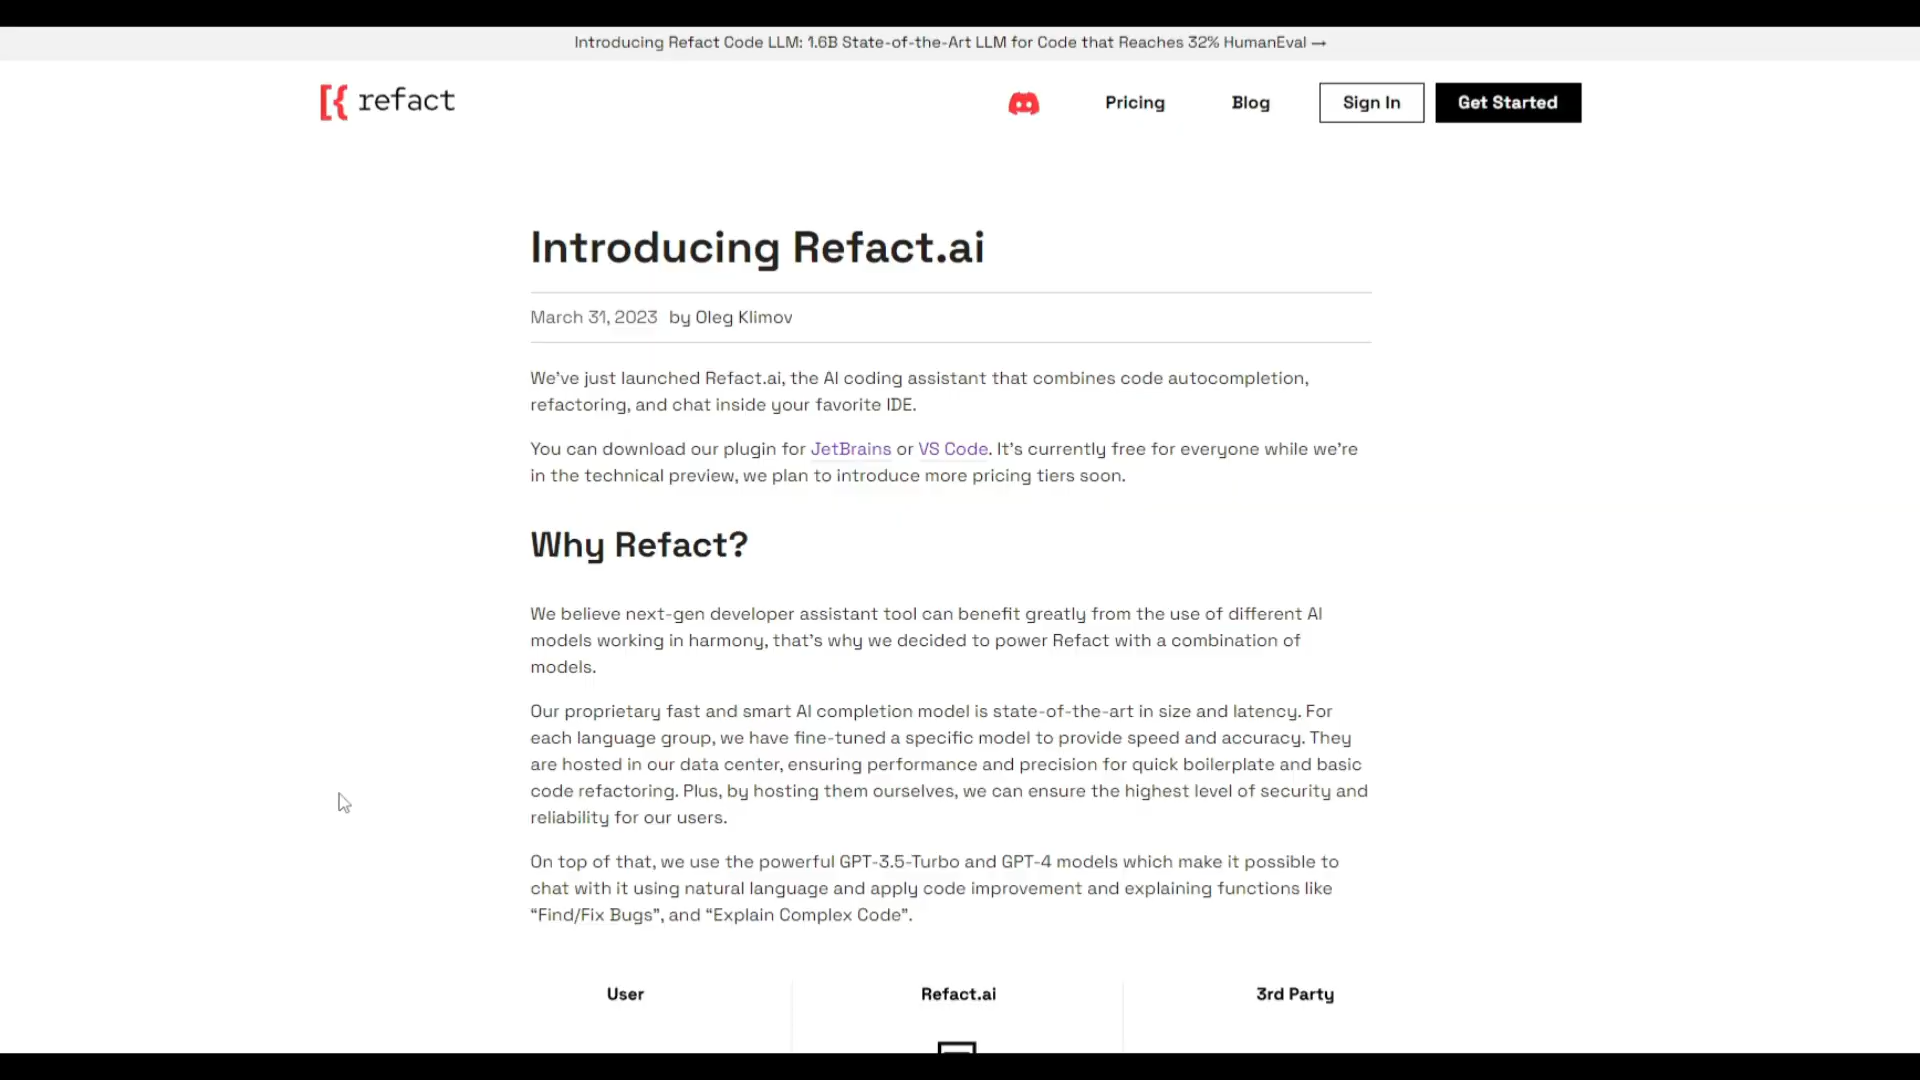 Introducing Refact Code LLM: 1.6B State-of-the-Art LLM for Code that Reaches 32% HumanEval →
refact
Pricing
Blog
Sign In
Get Started
Introducing Refact.ai
March 31, 2023 by Oleg Klimov
We’ve just launched Refact.ai, the AI coding assistant that combines code autocompletion,
refactoring, and chat inside your favorite IDE.
You can download our plugin for JetBrains or VS Code. It’s currently free for everyone while we’re
in the technical preview, we plan to introduce more pricing tiers soon.
Why Refact?
We believe next-gen developer assistant tool can benefit greatly from the use of different AI
models working in harmony, that’s why we decided to power Refact with a combination of
models.
Our proprietary fast and smart AI completion model is state-of-the-art in size and latency. For
each language group, we have fine-tuned a specific model to provide speed and accuracy. They
are hosted in our data center, ensuring performance and precision for quick boilerplate and basic
code refactoring. Plus, by hosting them ourselves, we can ensure the highest level of security and
reliability for our users.
On top of that, we use the powerful GPT-3.5-Turbo and GPT-4 models which make it possible to
chat with it using natural language and apply code improvement and explaining functions like
“Find/Fix Bugs”, and “Explain Complex Code”.
User
Refact.ai
3rd Party